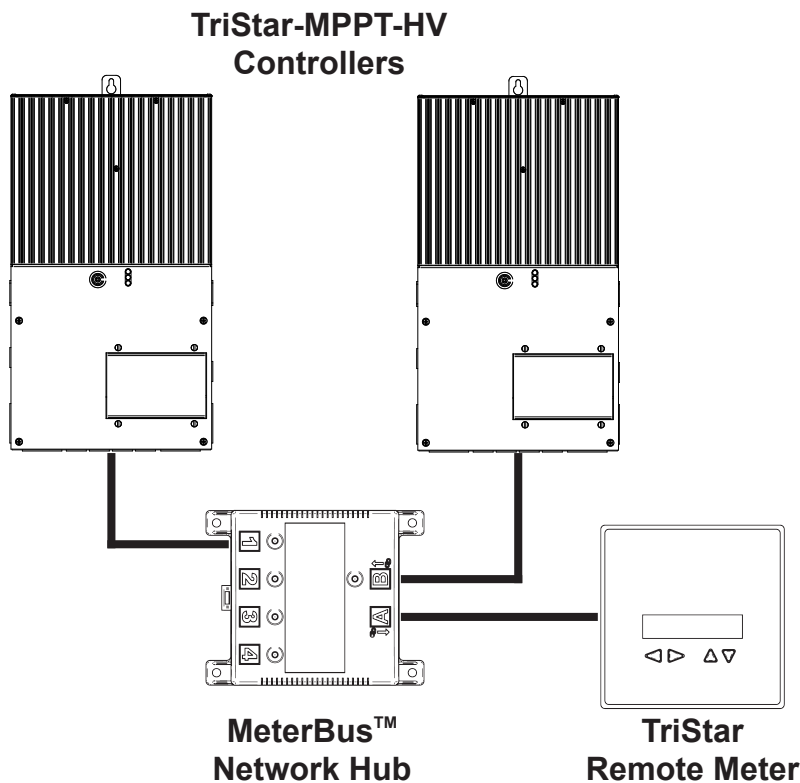 TriStar-MPPT-HV
Controllers
1
2
3
4
B
A
MeterBus™
Network Hub
TriStar
Remote Meter